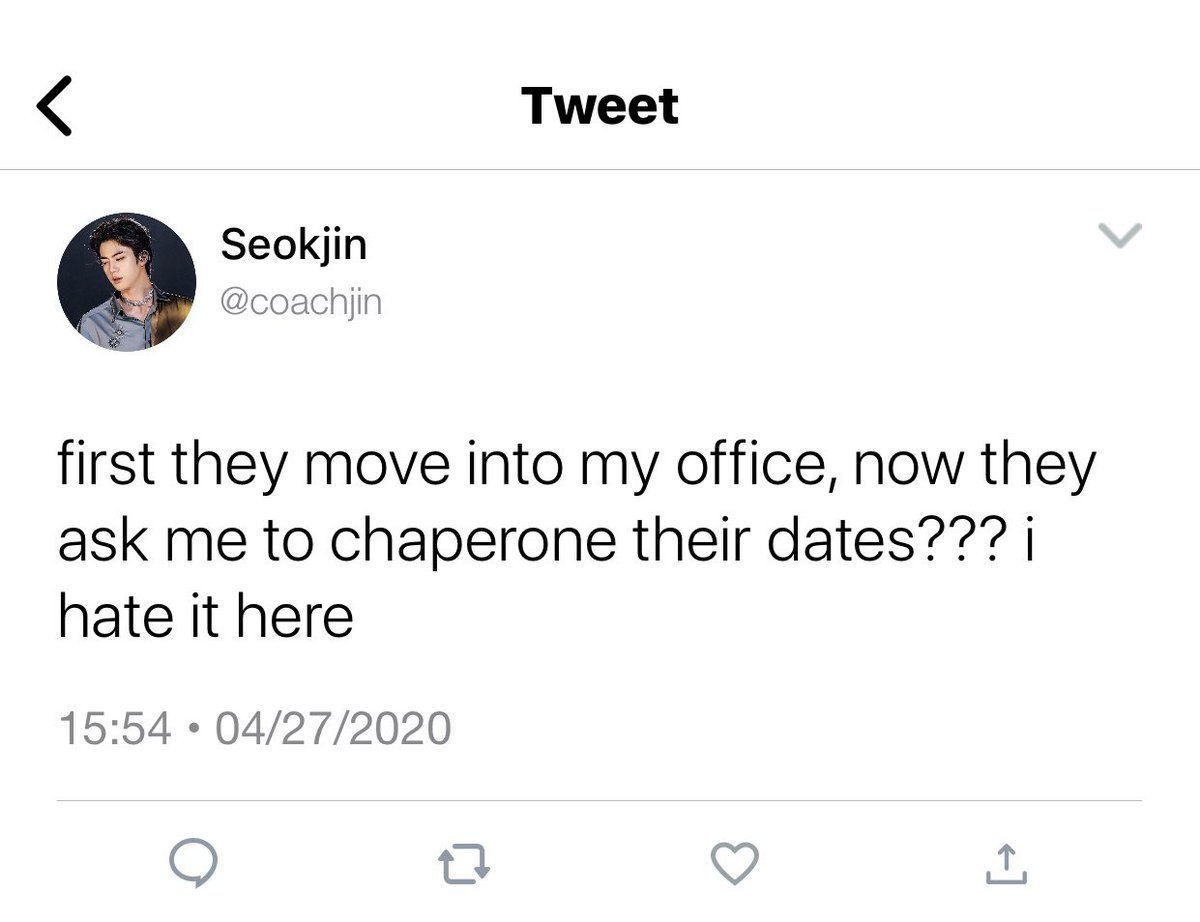 Tweet
Seokjin
@coachjin
first they move into my office, now they
ask me to chaperone their dates??? i
hate it here
15:54 • 04/27/2020